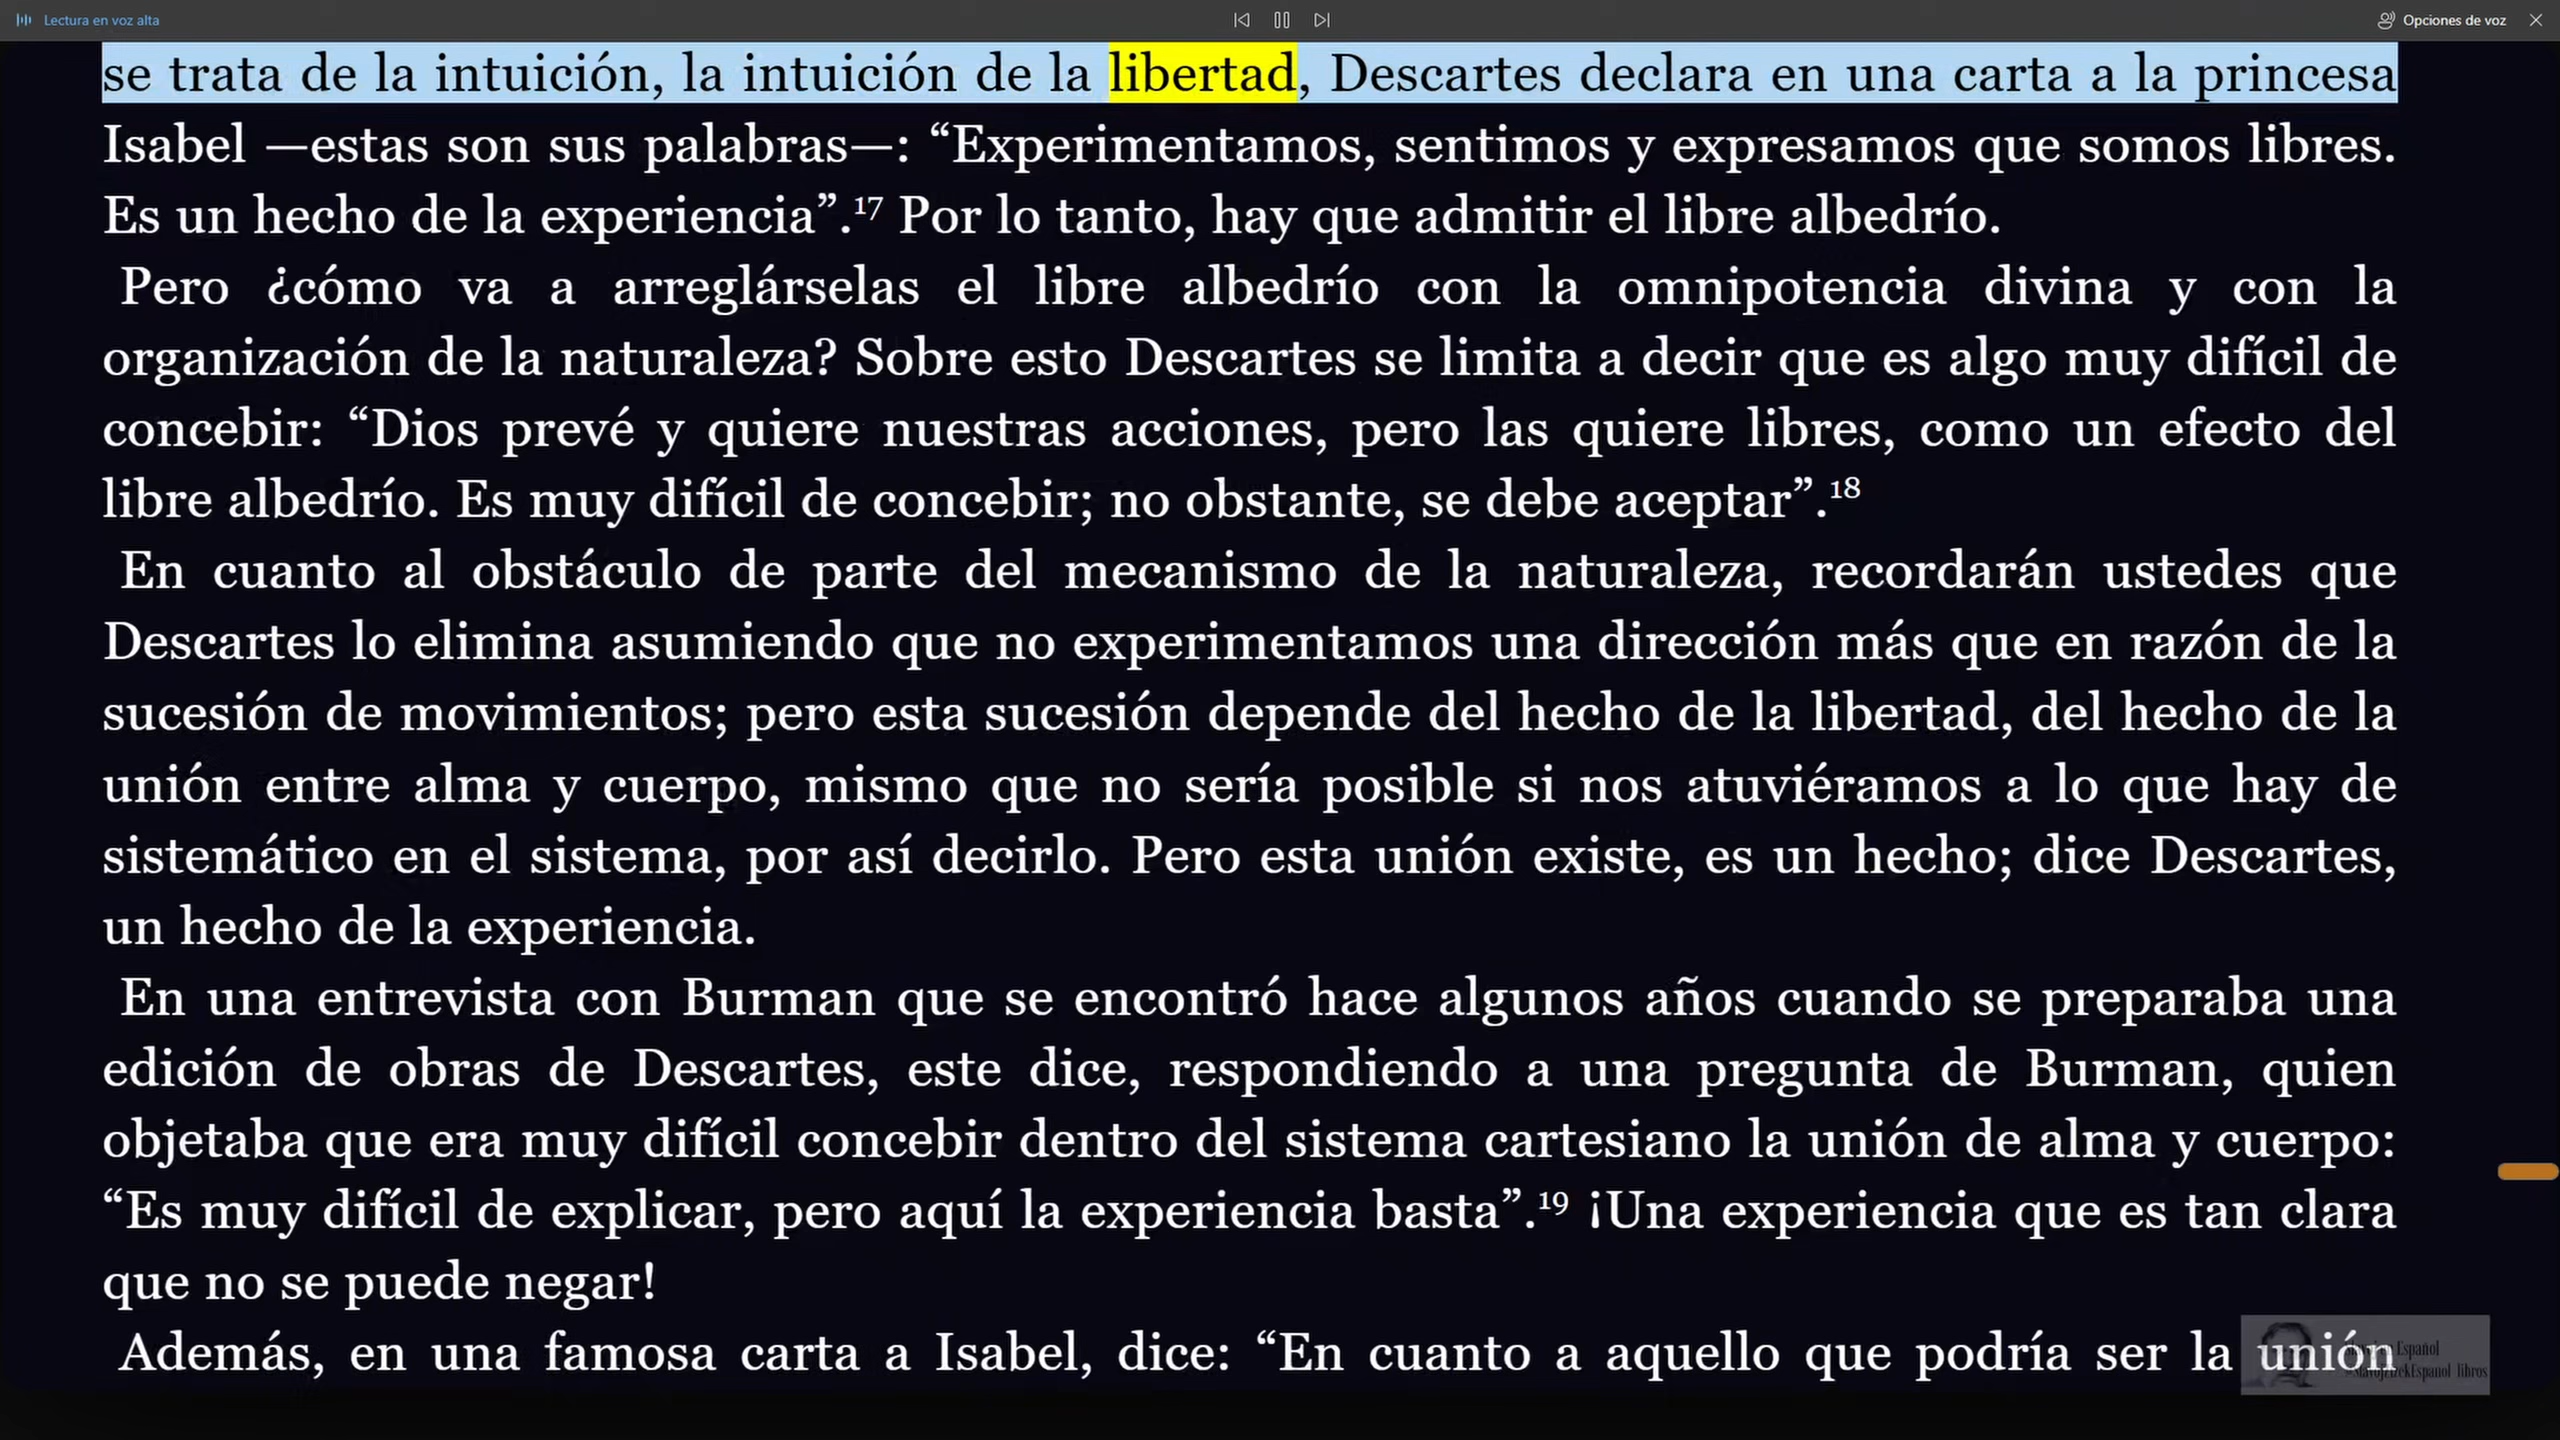 Lectura en voz alta
Opciones de voz
se trata de la intuición, la intuición de la libertad, Descartes declara en una carta a la princesa
Isabel —estas son sus palabras—: “Experimentamos, sentimos y expresamos que somos libres.
Es un hecho de la experiencia”.17 Por lo tanto, hay que admitir el libre albedrío.
Pero ¿cómo va a arreglárselas el libre albedrío con la omnipotencia divina y con la
organización de la naturaleza? Sobre esto Descartes se limita a decir que es algo muy difícil de
concebir: “Dios prevé y quiere nuestras acciones, pero las quiere libres, como un efecto del
libre albedrío. Es muy difícil de concebir; no obstante, se debe aceptar”.18
En cuanto al obstáculo de parte del mecanismo de la naturaleza, recordarán ustedes que
Descartes lo elimina asumiendo que no experimentamos una dirección más que en razón de la
sucesión de movimientos; pero esta sucesión depende del hecho de la libertad, del hecho de la
unión entre alma y cuerpo, mismo que no sería posible si nos atuviéramos a lo que hay de
sistemático en el sistema, por así decirlo. Pero esta unión existe, es un hecho; dice Descartes,
un hecho de la experiencia.
En una entrevista con Burman que se encontró hace algunos años cuando se preparaba una
edición de obras de Descartes, este dice, respondiendo a una pregunta de Burman, quien
objetaba que era muy difícil concebir dentro del sistema cartesiano la unión de alma y cuerpo:
“Es muy difícil de explicar, pero aquí la experiencia basta”.19 ¡Una experiencia que es tan clara
que no se puede negar!
Además, en una famosa carta a Isabel, dice: “En cuanto a aquello que podría ser la unión
Español
libros